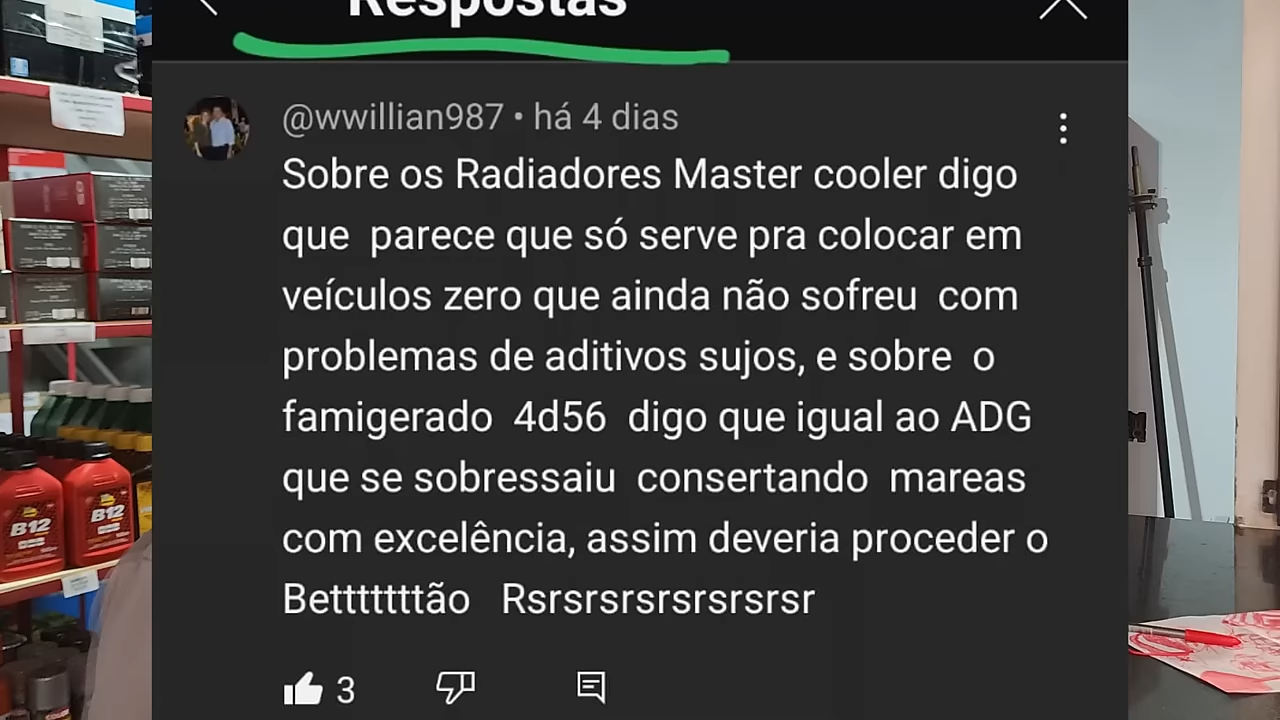 Respostas
@wwillian987 • há 4 dias
Sobre os Radiadores Master cooler digo
que parece que só serve pra colocar em
veículos zero que ainda não sofreu com
problemas de aditivos sujos, e sobre o
famigerado 4d56 digo que igual ao ADG
que se sobressaiu consertando mareas
com excelência, assim deveria proceder o
Betttttttão Rsrsrsrsrsrsrsrsr
3
B12
B12